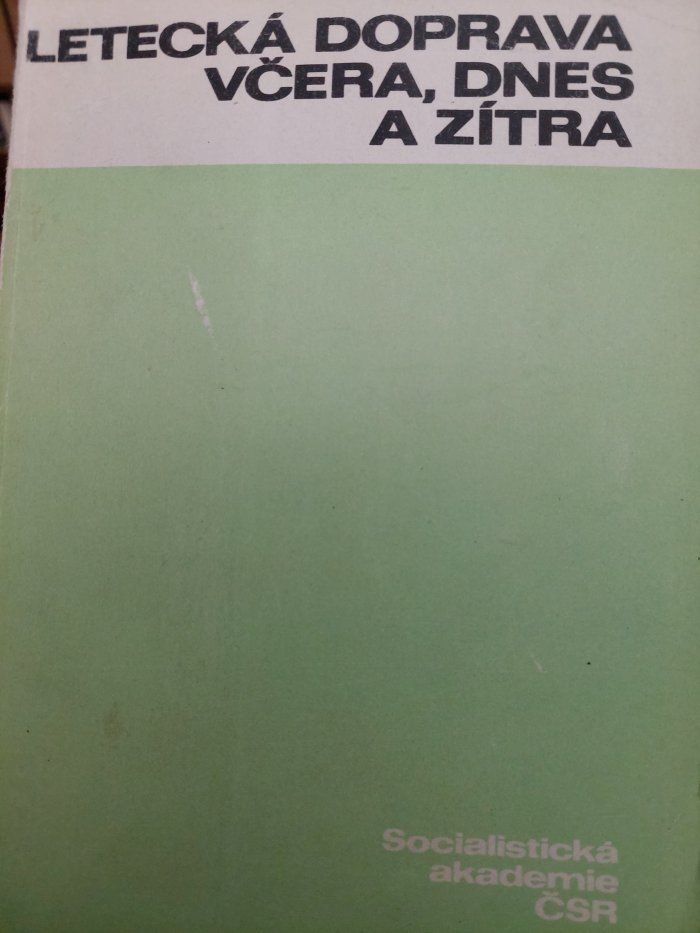 LETECKÁ DOPRAVA
VČERA, DNES
A ZÍTRA
Socialistická
akademie
ČSR